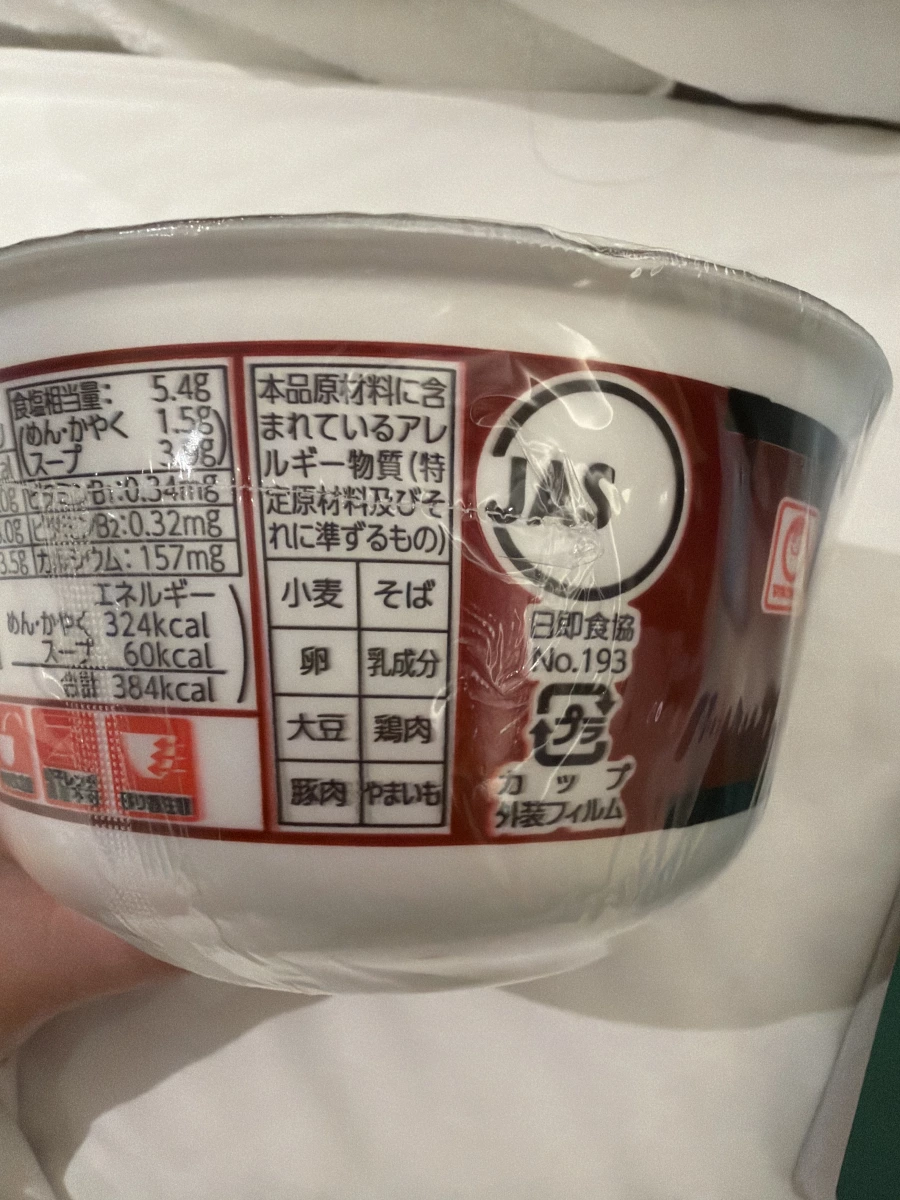 食塩相当量: 5.4g
(めん・かやく 1.5g)
スープ
ビタミンB1:0.34mg
ビタミンB2:0.32mg
3.5g カルシウム: 157mg
エネルギー
めん・かやく 324kcal
スープ 60kcal
合計 384kcal
本品原材料に含
まれているアレ
ルギー物質(特
定原材料及びそ
れに準ずるもの)
小麦 そば
卵 乳成分
大豆 鶏肉
豚肉 やまいも
JAS
日即食協
No.193
プラ
カップ
外装フィルム